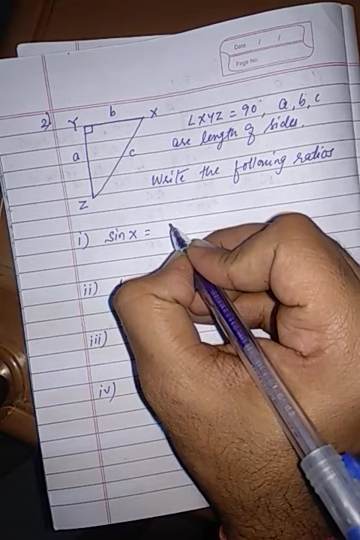 Date / /
Page No.
2) Y b X
a c
Z
∠XYZ = 90°, a, b, c
are length of sides.
Write the following ratios
i) Sin X =
ii)
iii)
iv)